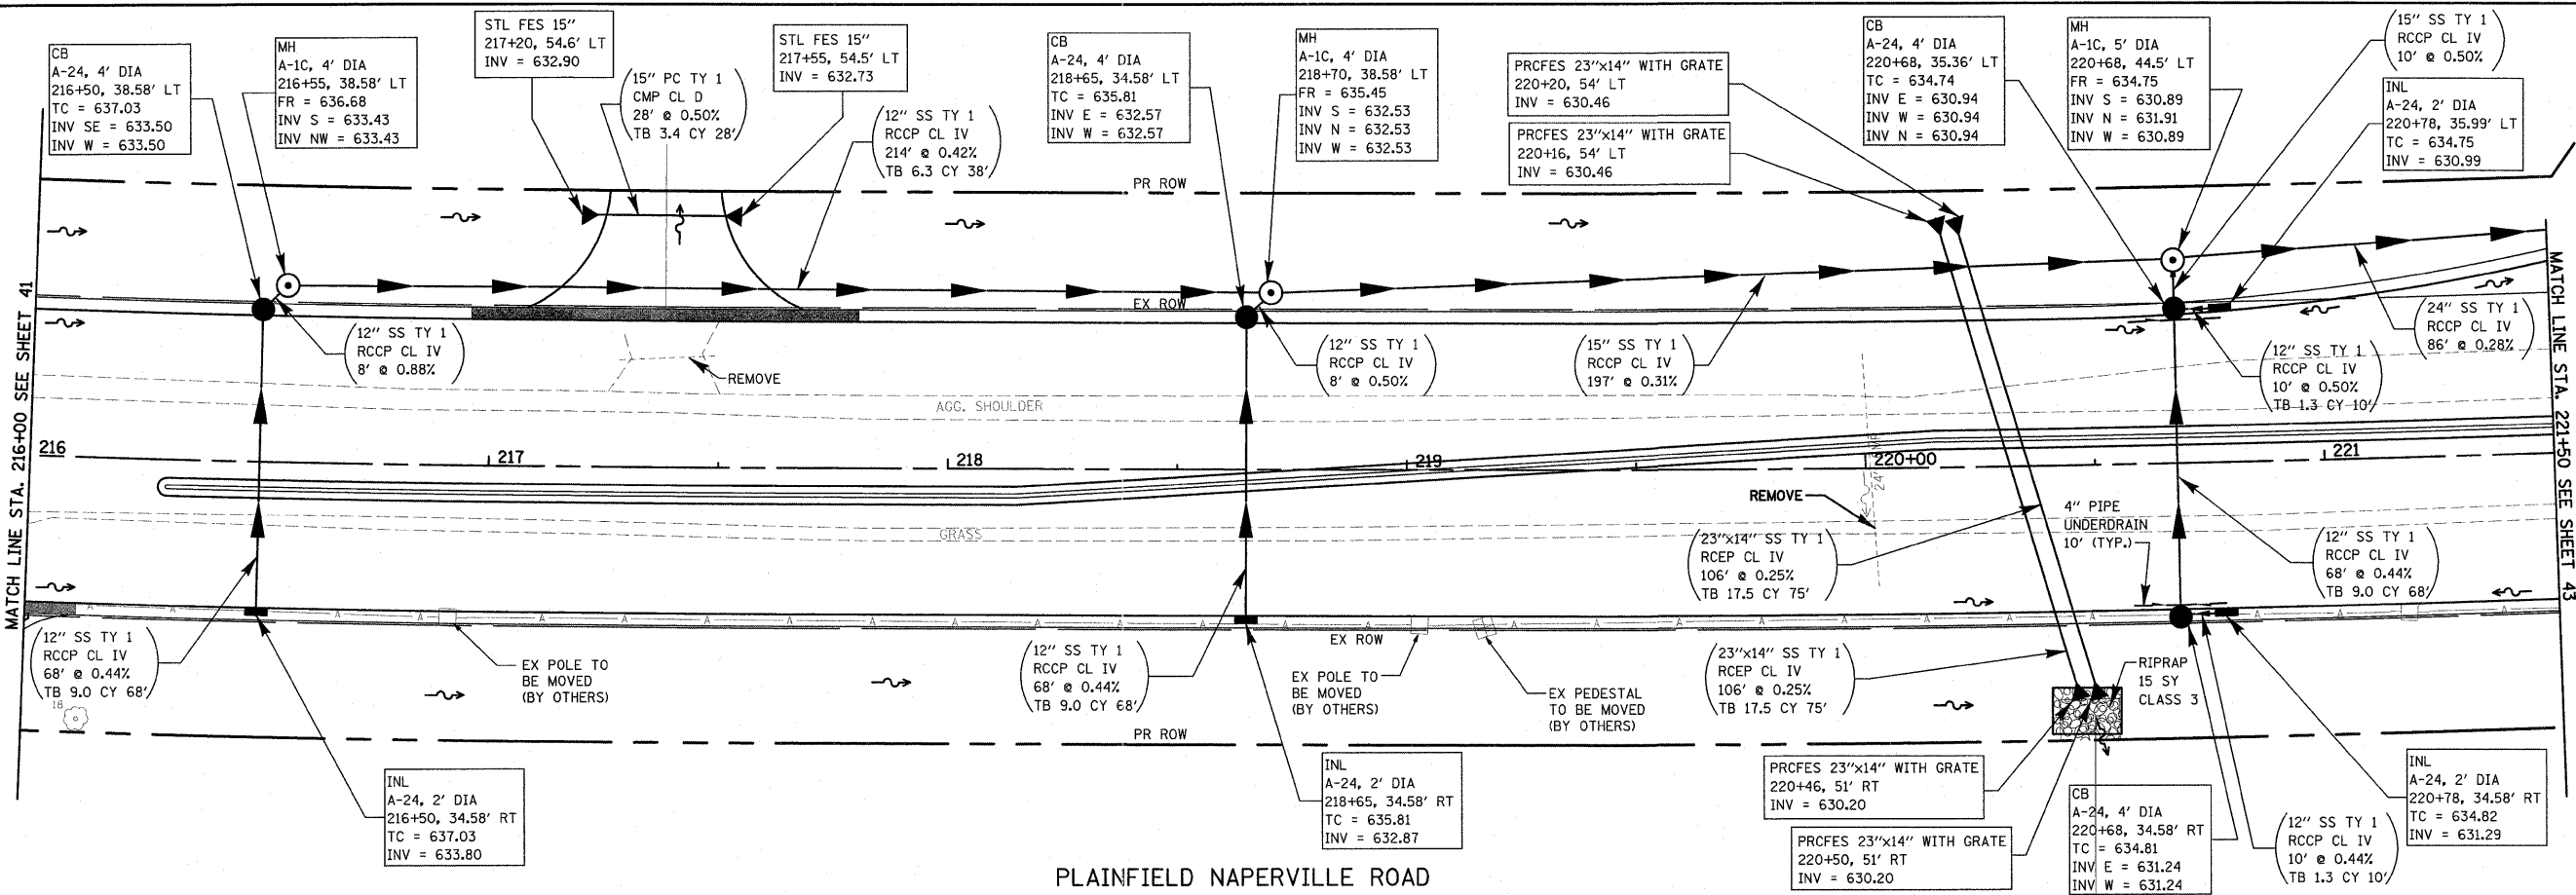 CB
A-24, 4' DIA
216+50, 38.58' LT
TC = 637.03
INV SE = 633.50
INV W = 633.50
MH
A-1C, 4' DIA
216+55, 38.58' LT
FR = 636.68
INV S = 633.43
INV NW = 633.43
STL FES 15"
217+20, 54.6' LT
INV = 632.90
(15" PC TY 1
CMP CL D
28' @ 0.50%
TB 3.4 CY 28')
STL FES 15"
217+55, 54.5' LT
INV = 632.73
(12" SS TY 1
RCCP CL IV
214' @ 0.42%
TB 6.3 CY 38')
CB
A-24, 4' DIA
218+65, 34.58' LT
TC = 635.81
INV E = 632.57
INV W = 632.57
MH
A-1C, 4' DIA
218+70, 38.58' LT
FR = 635.45
INV S = 632.53
INV N = 632.53
INV W = 632.53
PRCFES 23"x14" WITH GRATE
220+20, 54' LT
INV = 630.46
PRCFES 23"x14" WITH GRATE
220+16, 54' LT
INV = 630.46
CB
A-24, 4' DIA
220+68, 35.36' LT
TC = 634.74
INV E = 630.94
INV W = 630.94
INV N = 630.94
MH
A-1C, 5' DIA
220+68, 44.5' LT
FR = 634.75
INV S = 630.89
INV N = 631.91
INV W = 630.89
(15" SS TY 1
RCCP CL IV
10' @ 0.50%)
INL
A-24, 2' DIA
220+78, 35.99' LT
TC = 634.75
INV = 630.99
PR ROW
EX ROW
MATCH LINE STA. 216+00 SEE SHEET 41
MATCH LINE STA. 221+50 SEE SHEET 43
(12" SS TY 1
RCCP CL IV
8' @ 0.88%)
REMOVE
(12" SS TY 1
RCCP CL IV
8' @ 0.50%)
(15" SS TY 1
RCCP CL IV
197' @ 0.31%)
(12" SS TY 1
RCCP CL IV
10' @ 0.50%
TB 1.3 CY 10')
(24" SS TY 1
RCCP CL IV
86' @ 0.28%)
AGG. SHOULDER
216
217
218
219
220+00
221
GRASS
REMOVE
4" PIPE
UNDERDRAIN
10' (TYP.)
(23"x14" SS TY 1
RCEP CL IV
106' @ 0.25%
TB 17.5 CY 75')
(12" SS TY 1
RCCP CL IV
68' @ 0.44%
TB 9.0 CY 68')
A A A A A A A A A A A A A
(12" SS TY 1
RCCP CL IV
68' @ 0.44%
TB 9.0 CY 68')
18
EX POLE TO
BE MOVED
(BY OTHERS)
(12" SS TY 1
RCCP CL IV
68' @ 0.44%
TB 9.0 CY 68')
EX ROW
EX POLE TO
BE MOVED
(BY OTHERS)
EX PEDESTAL
TO BE MOVED
(BY OTHERS)
(23"x14" SS TY 1
RCEP CL IV
106' @ 0.25%
TB 17.5 CY 75'
RIPRAP
15 SY
CLASS 3
PR ROW
INL
A-24, 2' DIA
216+50, 34.58' RT
TC = 637.03
INV = 633.80
INL
A-24, 2' DIA
218+65, 34.58' RT
TC = 635.81
INV = 632.87
PRCFES 23"x14" WITH GRATE
220+46, 51' RT
INV = 630.20
PRCFES 23"x14" WITH GRATE
220+50, 51' RT
INV = 630.20
CB
A-24, 4' DIA
220+68, 34.58' RT
TC = 634.81
INV E = 631.24
INV W = 631.24
(12" SS TY 1
RCCP CL IV
10' @ 0.44%
TB 1.3 CY 10')
INL
A-24, 2' DIA
220+78, 34.58' RT
TC = 634.82
INV = 631.29
PLAINFIELD NAPERVILLE ROAD